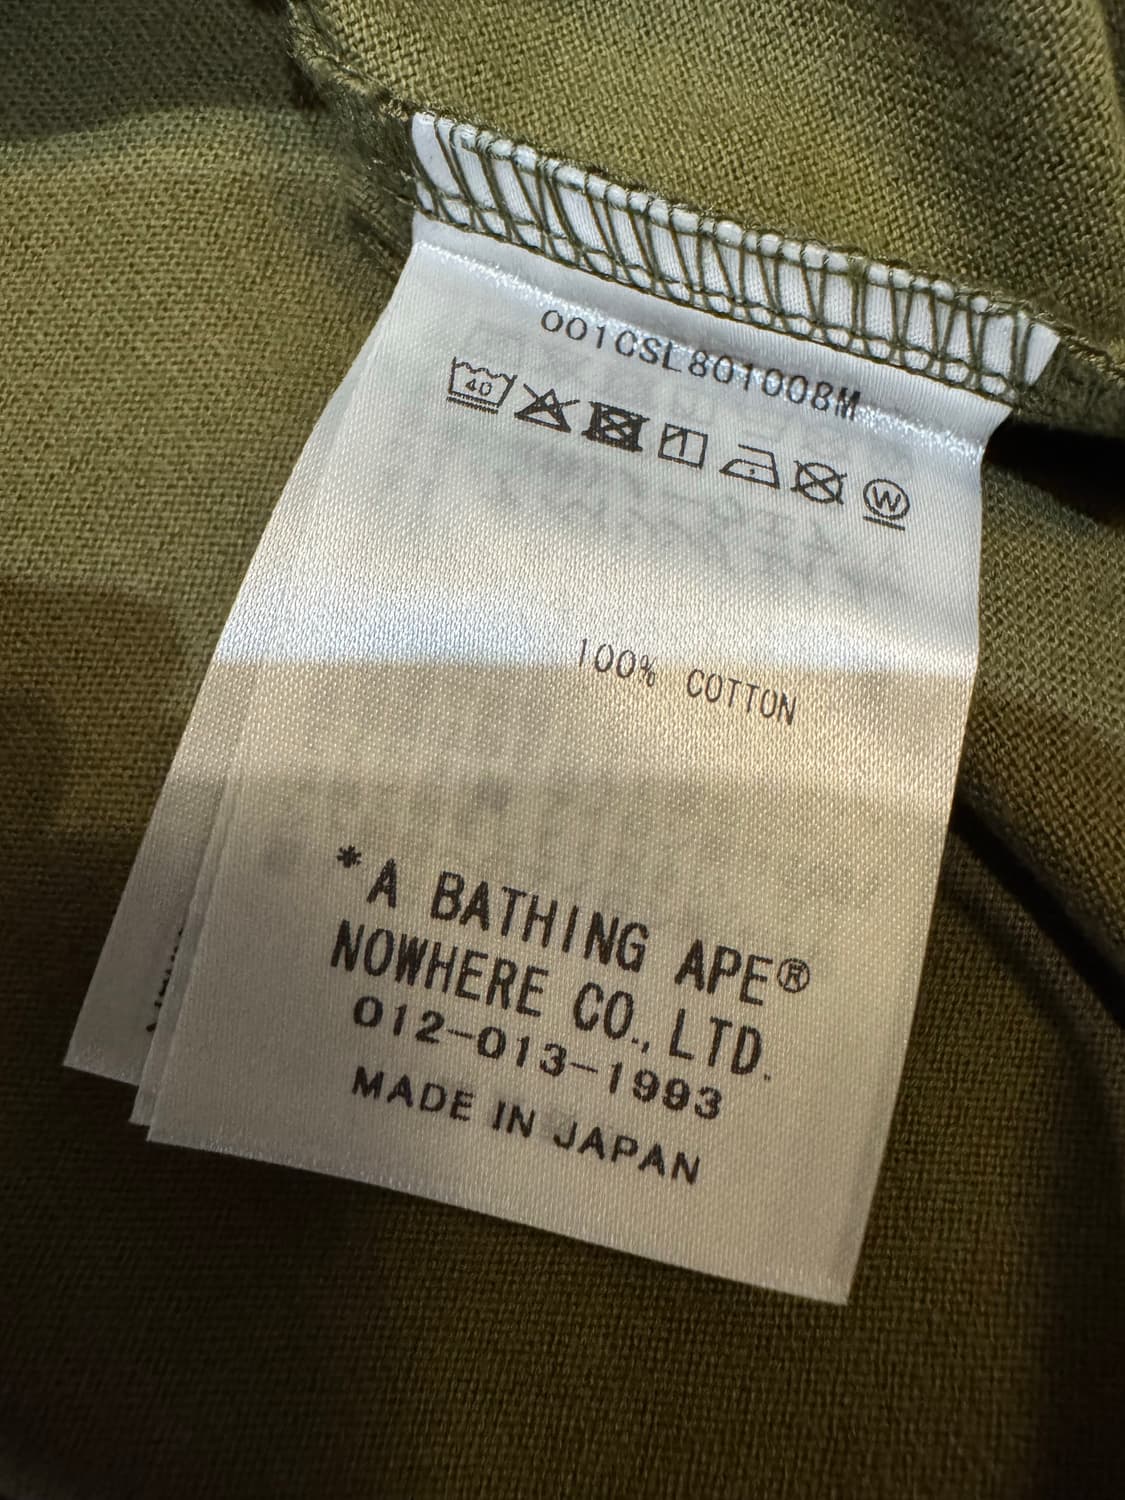 001CSL801008M
40
W
100% COTTON
*A BATHING APE®
NOWHERE CO., LTD.
012-013-1993
MADE IN JAPAN